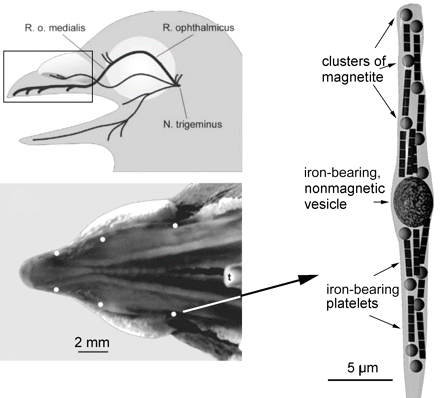 R. o. medialis
R. ophthalmicus
N. trigeminus
t
2 mm
clusters of
magnetite
iron-bearing,
nonmagnetic
vesicle
iron-bearing
platelets
5 µm